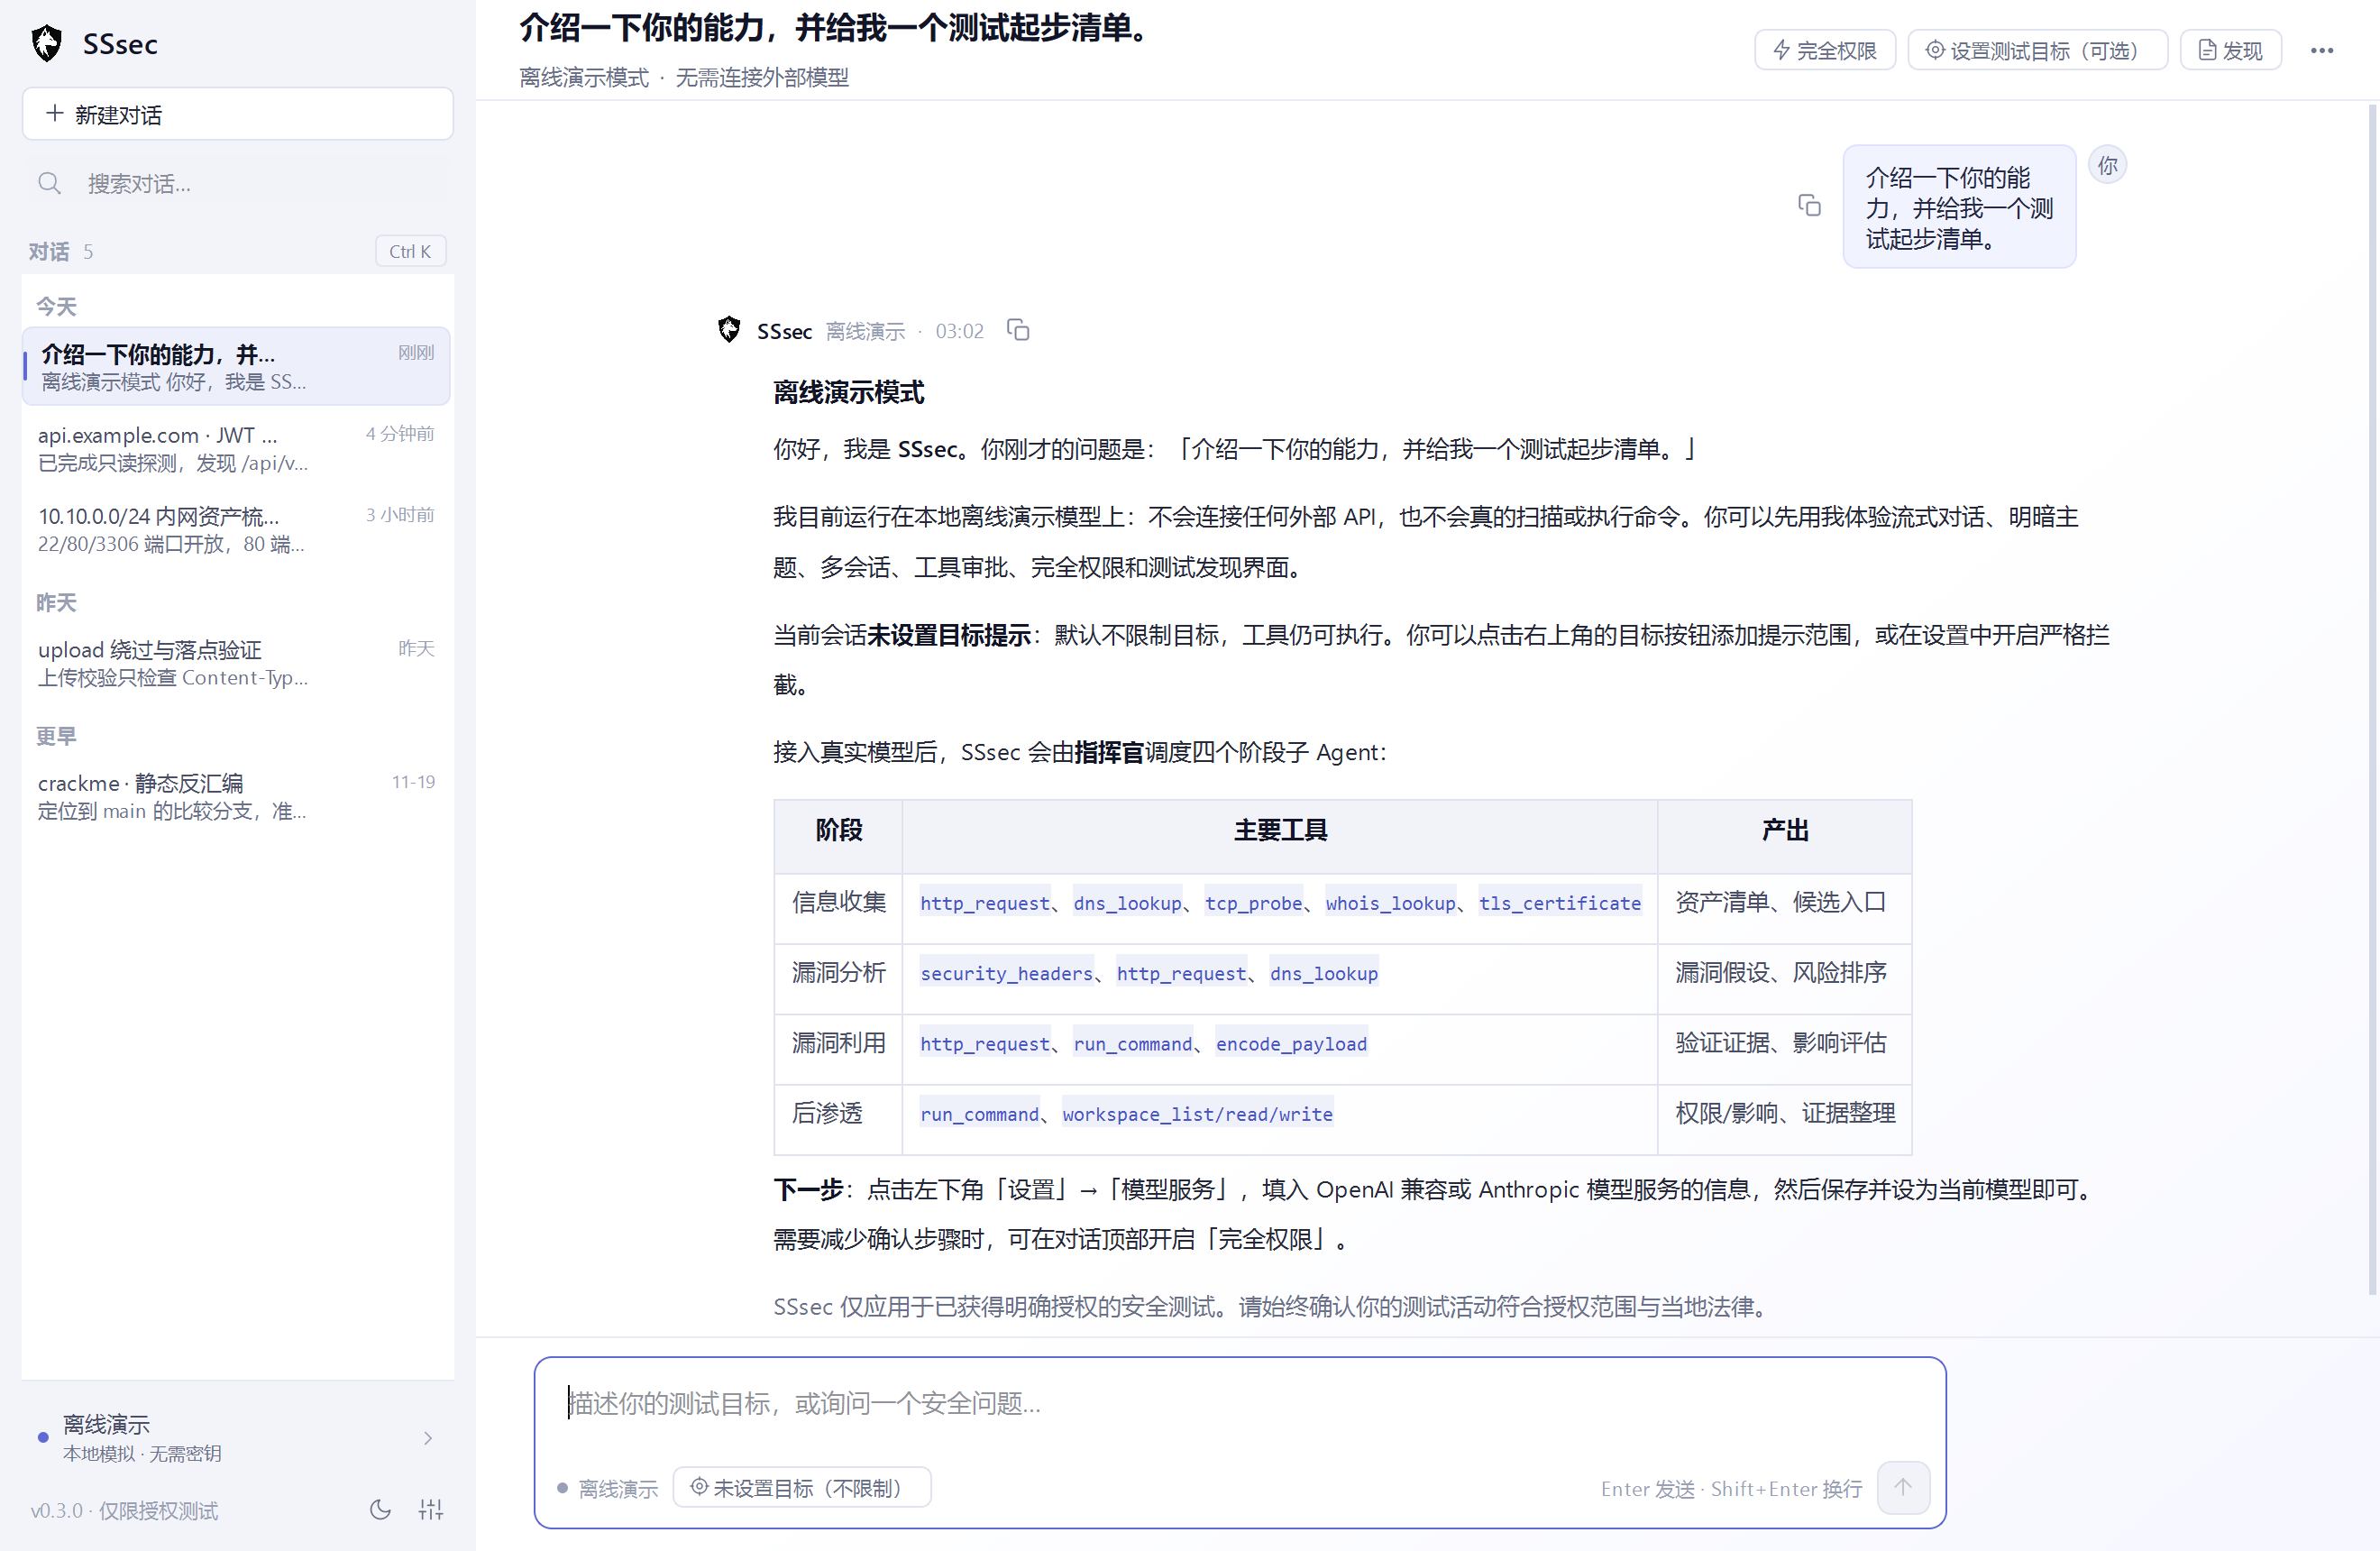 SSsec
新建对话
搜索对话...
对话 5 Ctrl K
今天
介绍一下你的能力，并... 刚刚
离线演示模式 你好，我是 SS...
api.example.com · JWT ... 4 分钟前
已完成只读探测，发现 /api/v...
10.10.0.0/24 内网资产梳... 3 小时前
22/80/3306 端口开放，80 端...
昨天
upload 绕过与落点验证 昨天
上传校验只检查 Content-Typ...
更早
crackme · 静态反汇编 11-19
定位到 main 的比较分支，准...
离线演示
本地模拟 · 无需密钥
v0.3.0 · 仅限授权测试
介绍一下你的能力，并给我一个测试起步清单。
离线演示模式 · 无需连接外部模型
完全权限 设置测试目标（可选） 发现
你
介绍一下你的能
力，并给我一个测
试起步清单。
SSsec 离线演示 · 03:02
离线演示模式
你好，我是 SSsec。你刚才的问题是：「介绍一下你的能力，并给我一个测试起步清单。」
我目前运行在本地离线演示模型上：不会连接任何外部 API，也不会真的扫描或执行命令。你可以先用我体验流式对话、明暗主
题、多会话、工具审批、完全权限和测试发现界面。
当前会话未设置目标提示：默认不限制目标，工具仍可执行。你可以点击右上角的目标按钮添加提示范围，或在设置中开启严格拦
截。
接入真实模型后，SSsec 会由指挥官调度四个阶段子 Agent：
阶段 主要工具 产出
信息收集 http_request、dns_lookup、tcp_probe、whois_lookup、tls_certificate 资产清单、候选入口
漏洞分析 security_headers、http_request、dns_lookup 漏洞假设、风险排序
漏洞利用 http_request、run_command、encode_payload 验证证据、影响评估
后渗透 run_command、workspace_list/read/write 权限/影响、证据整理
下一步：点击左下角「设置」→「模型服务」，填入 OpenAI 兼容或 Anthropic 模型服务的信息，然后保存并设为当前模型即可。
需要减少确认步骤时，可在对话顶部开启「完全权限」。
SSsec 仅应用于已获得明确授权的安全测试。请始终确认你的测试活动符合授权范围与当地法律。
描述你的测试目标，或询问一个安全问题...
离线演示 未设置目标（不限制） Enter 发送 · Shift+Enter 换行